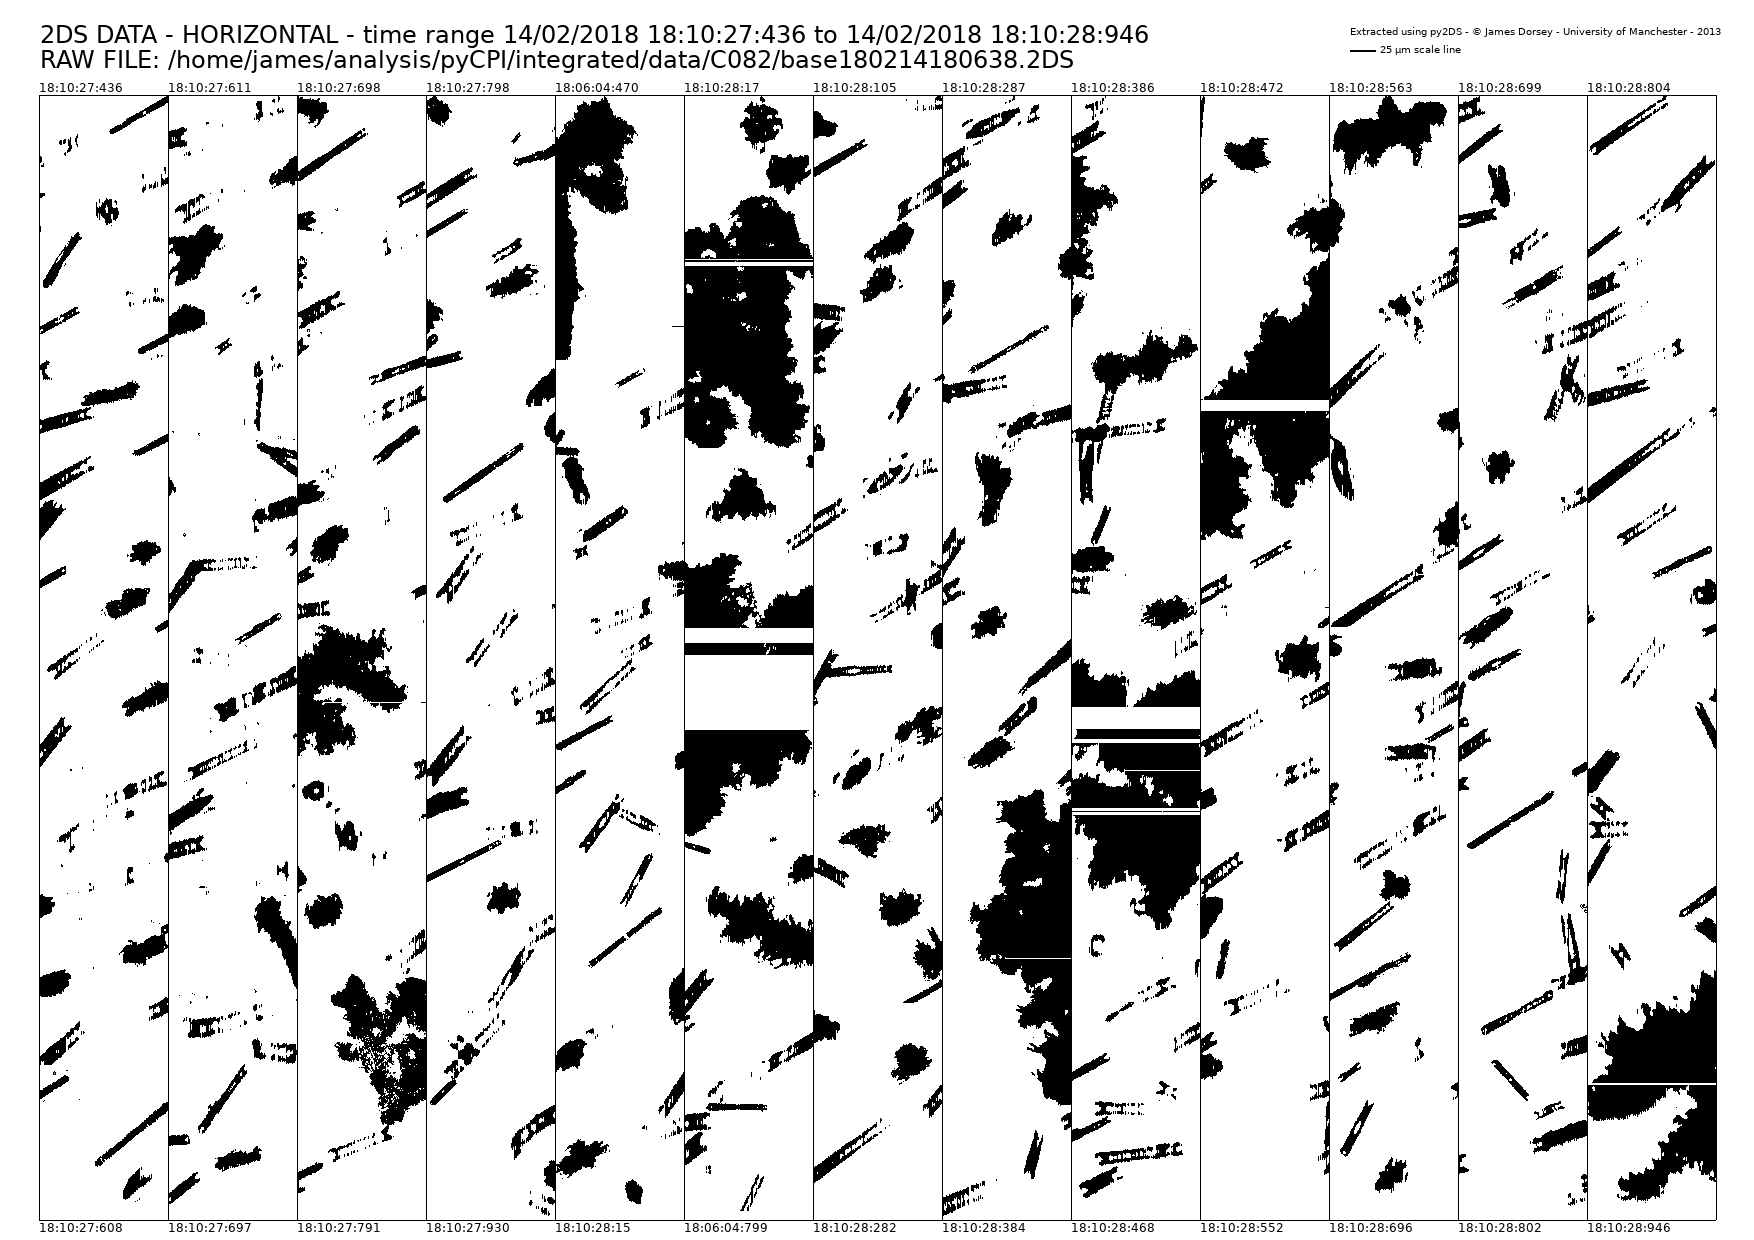 2DS DATA - HORIZONTAL - time range 14/02/2018 18:10:27:436 to 14/02/2018 18:10:28:946
RAW FILE: /home/james/analysis/pyCPI/integrated/data/C082/base180214180638.2DS
Extracted using py2DS - © James Dorsey - University of Manchester - 2013
25 µm scale line
18:10:27:436 18:10:27:611 18:10:27:698 18:10:27:798 18:06:04:470 18:10:28:17 18:10:28:105 18:10:28:287 18:10:28:386 18:10:28:472 18:10:28:563 18:10:28:699 18:10:28:804
18:10:27:608 18:10:27:697 18:10:27:791 18:10:27:930 18:10:28:15 18:06:04:799 18:10:28:282 18:10:28:384 18:10:28:468 18:10:28:552 18:10:28:696 18:10:28:802 18:10:28:946